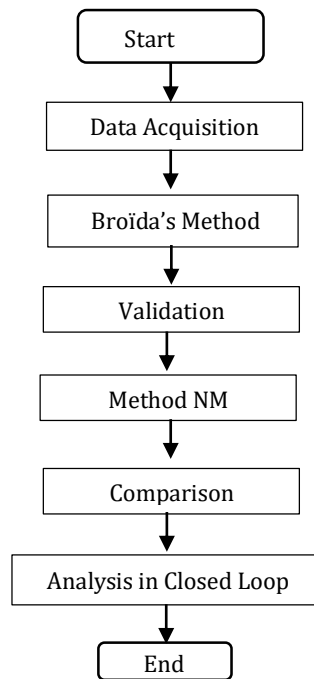 Start
Data Acquisition
Broïda's Method
Validation
Method NM
Comparison
Analysis in Closed Loop
End